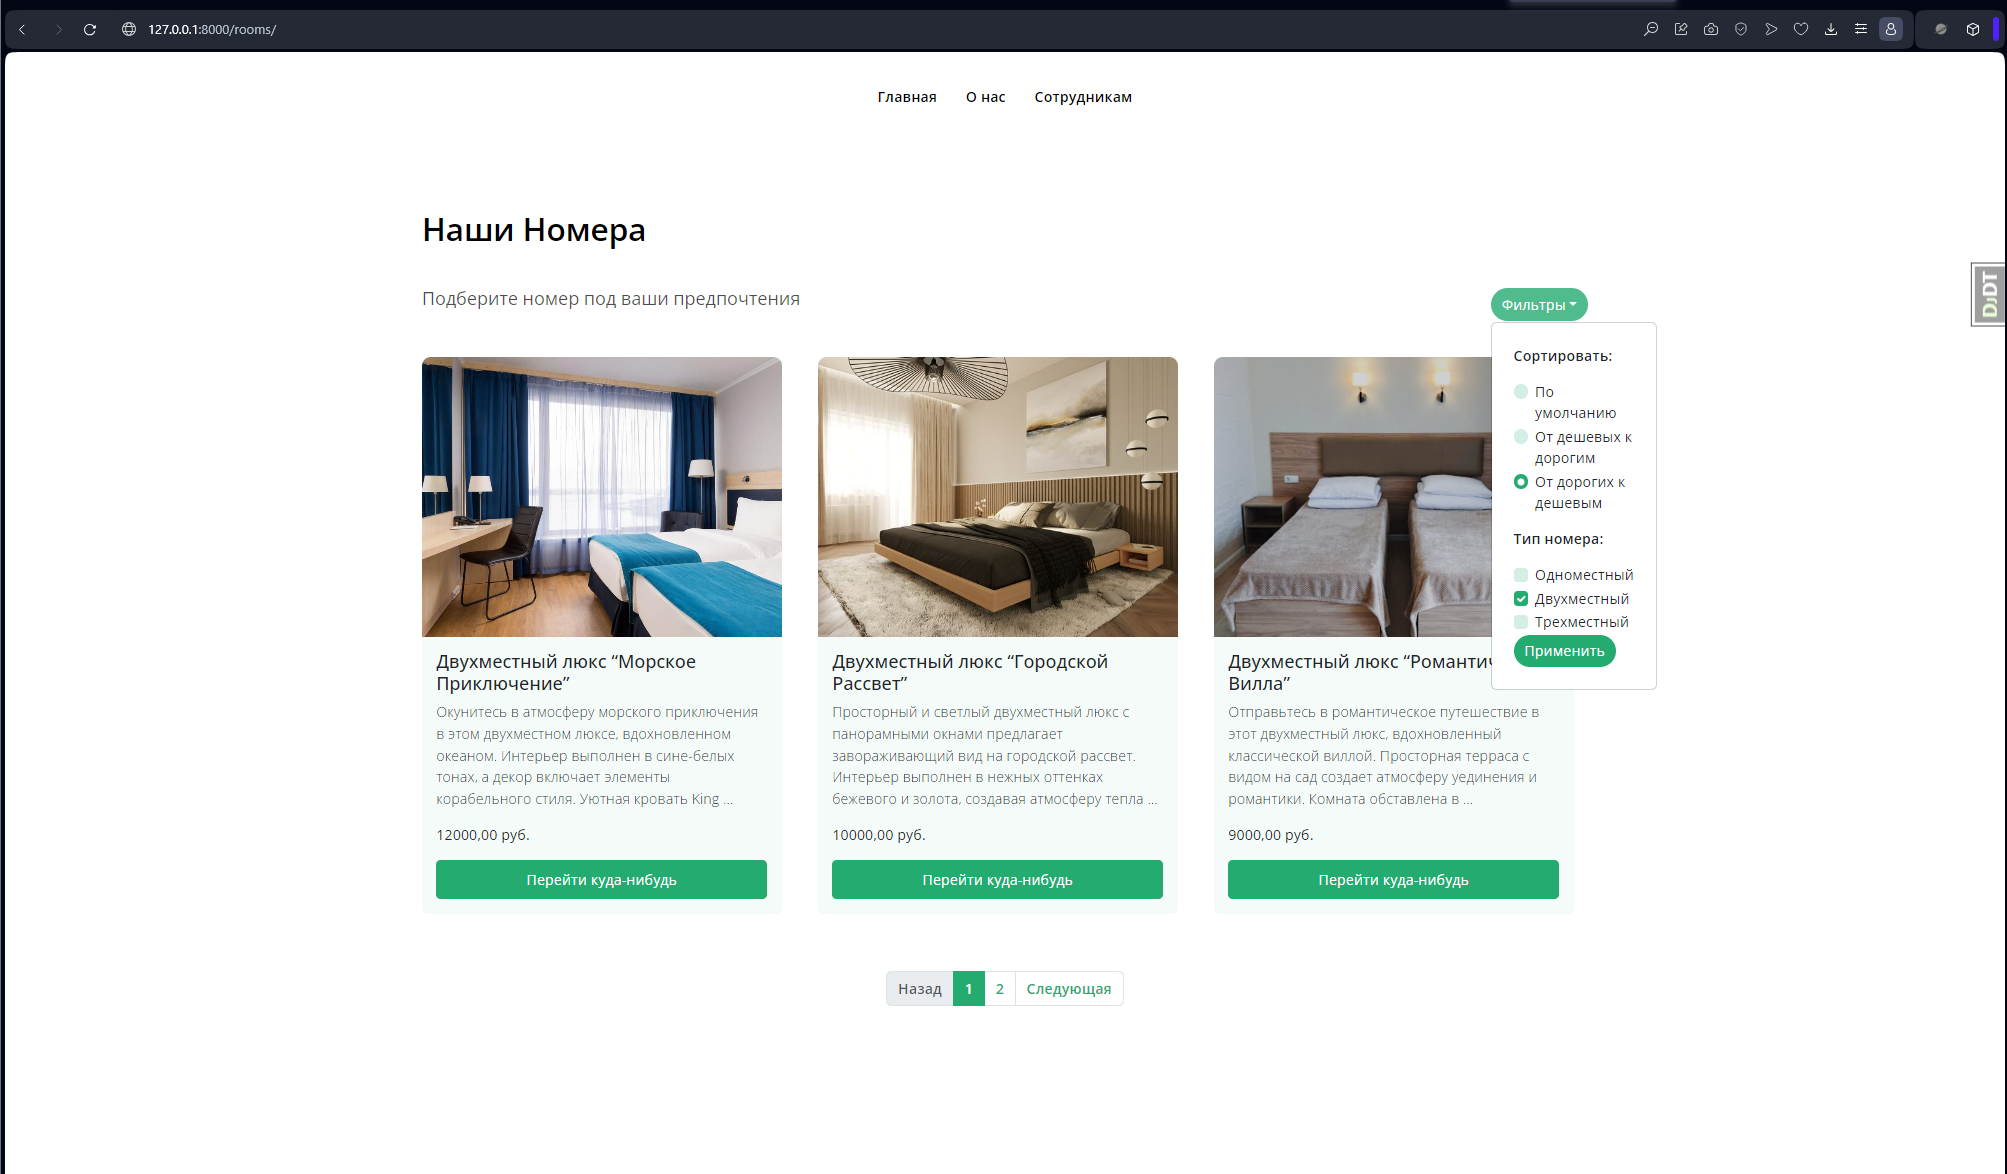 127.0.0.1:8000/rooms/
Главная О нас Сотрудникам
Наши Номера
Подберите номер под ваши предпочтения
Фильтры
DjDT
Сортировать:
По
умолчанию
От дешевых к
дорогим
От дорогих к
дешевым
Тип номера:
Одноместный
Двухместный
Трехместный
Применить
Двухместный люкс “Морское
Приключение”
Окунитесь в атмосферу морского приключения
в этом двухместном люксе, вдохновленном
океаном. Интерьер выполнен в сине-белых
тонах, а декор включает элементы
корабельного стиля. Уютная кровать King ...
12000,00 руб.
Перейти куда-нибудь
Двухместный люкс “Городской
Рассвет”
Просторный и светлый двухместный люкс с
панорамными окнами предлагает
завораживающий вид на городской рассвет.
Интерьер выполнен в нежных оттенках
бежевого и золота, создавая атмосферу тепла ...
10000,00 руб.
Перейти куда-нибудь
Двухместный люкс “Романтич
Вилла”
Отправьтесь в романтическое путешествие в
этот двухместный люкс, вдохновленный
классической виллой. Просторная терраса с
видом на сад создает атмосферу уединения и
романтики. Комната обставлена в ...
9000,00 руб.
Перейти куда-нибудь
Назад 1 2 Следующая